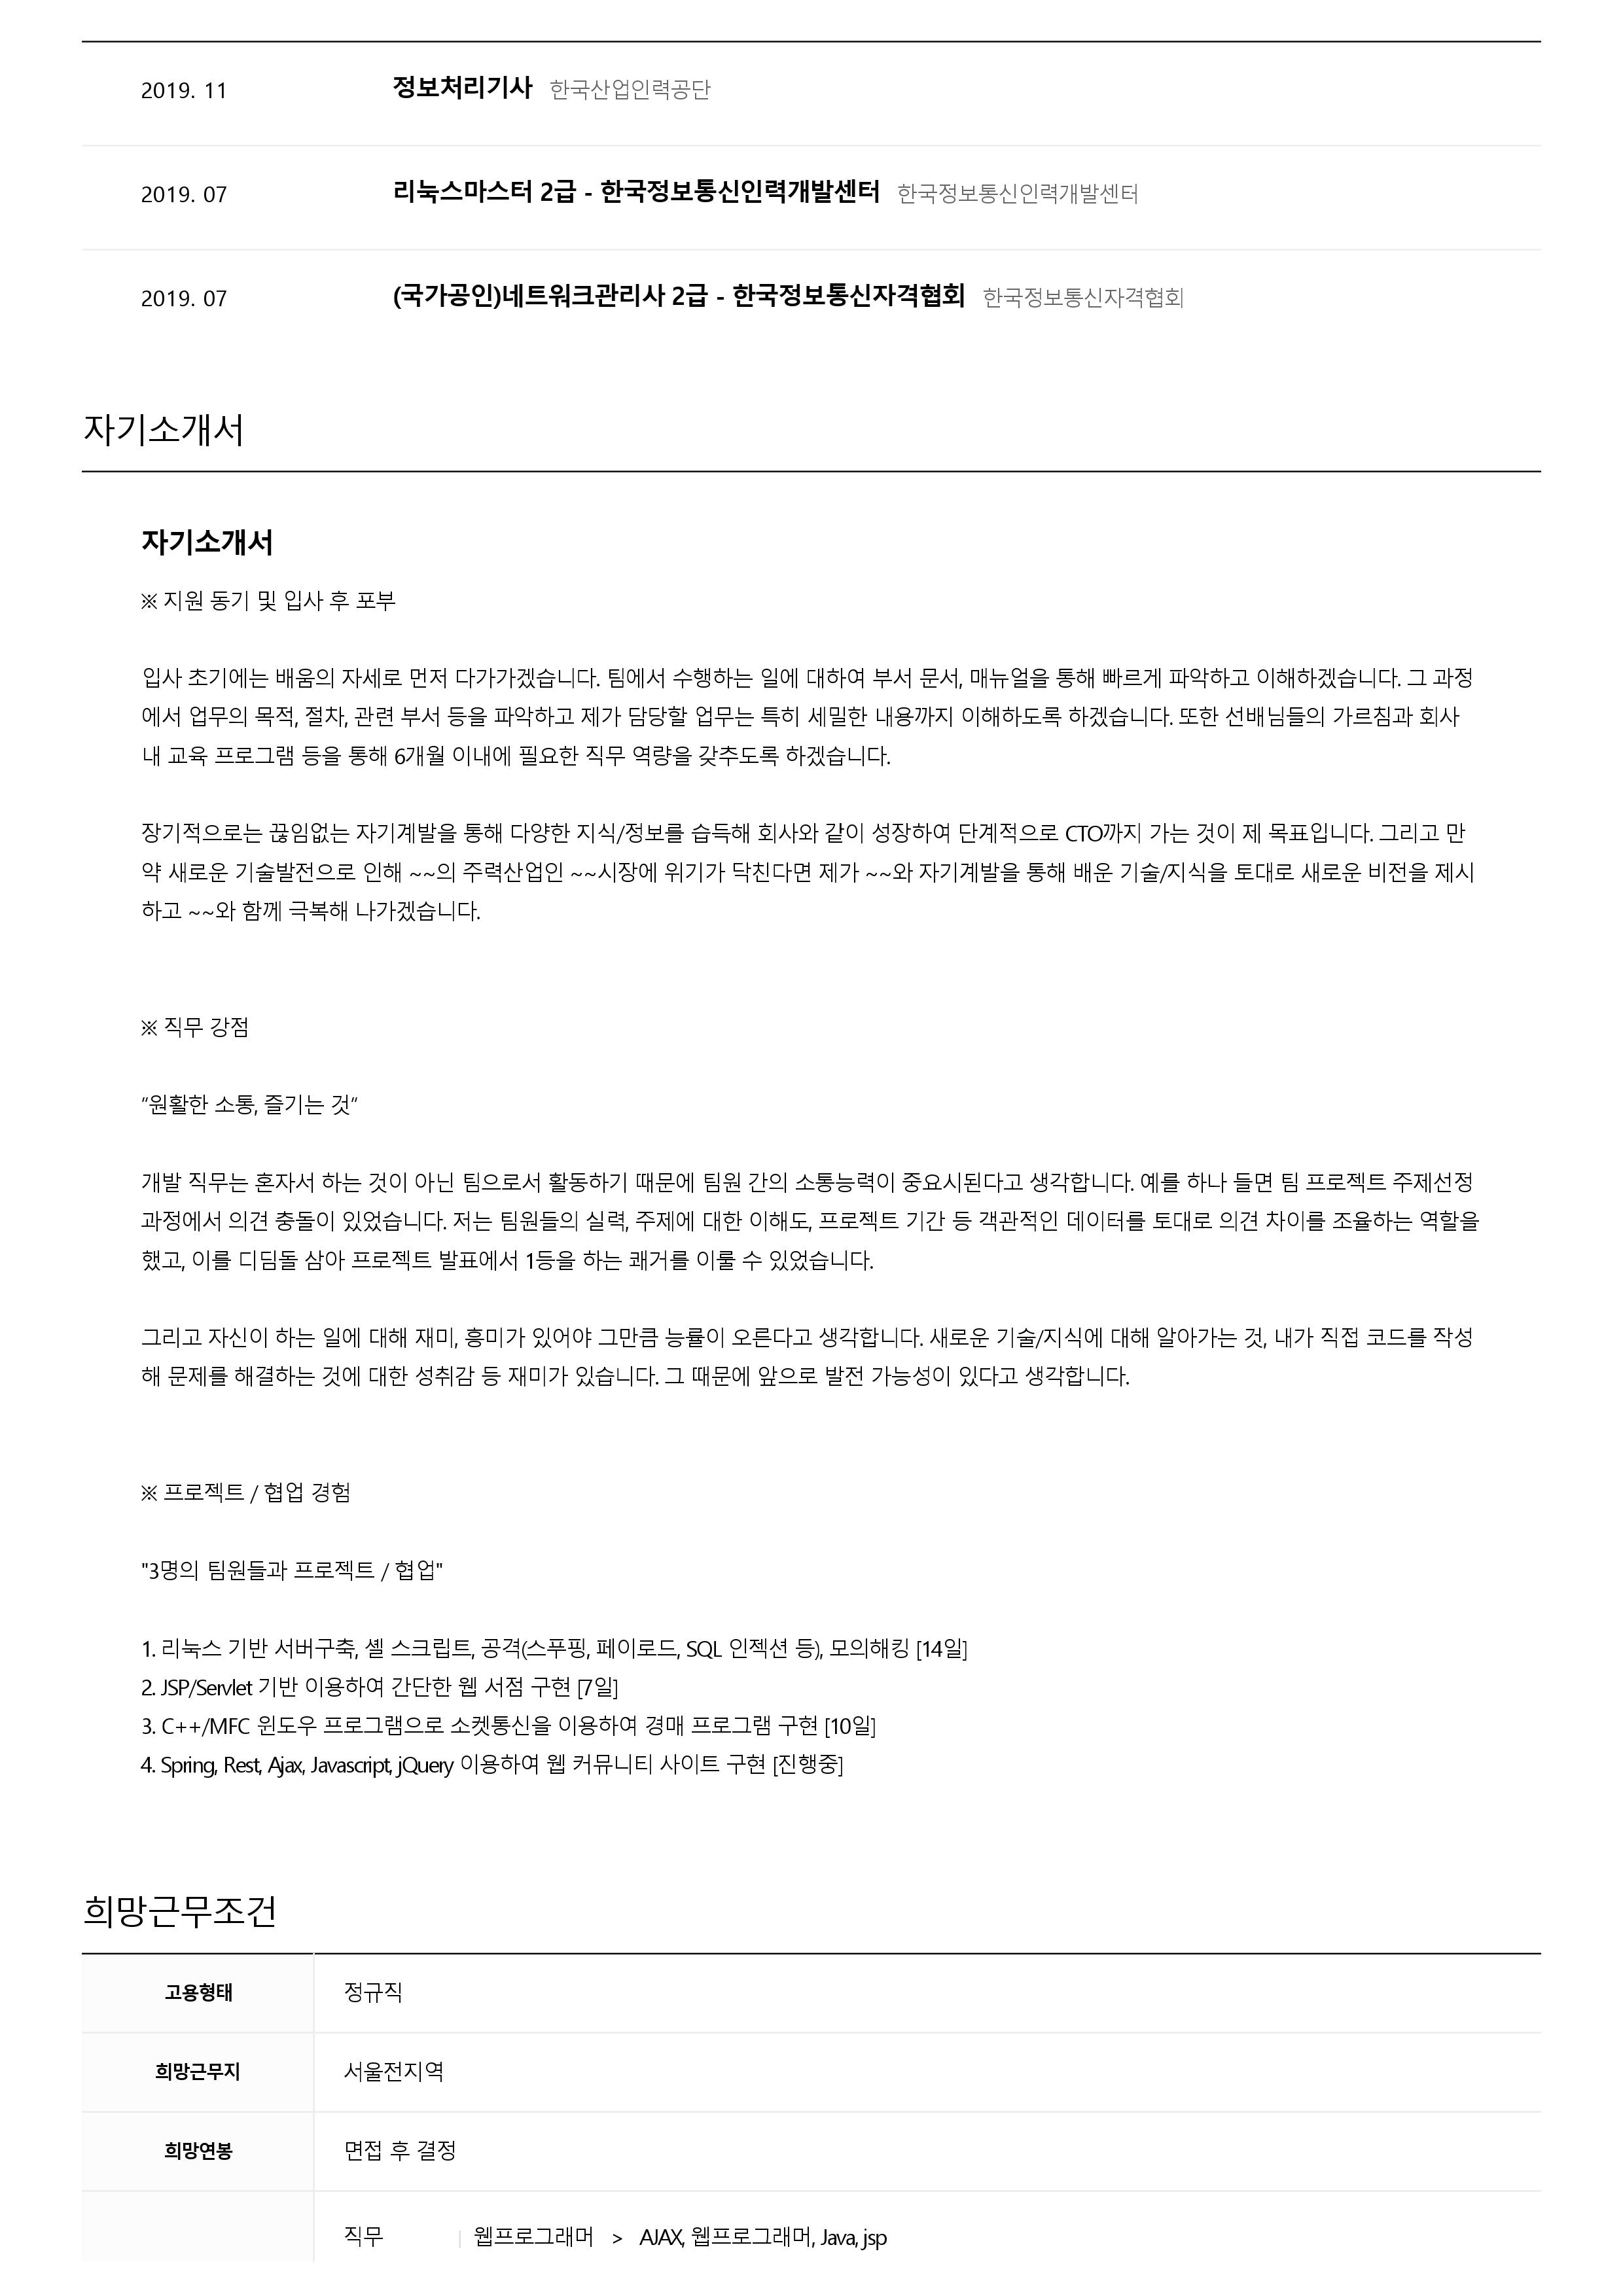 2019. 11 정보처리기사 한국산업인력공단
2019. 07 리눅스마스터 2급 - 한국정보통신인력개발센터 한국정보통신인력개발센터
2019. 07 (국가공인)네트워크관리사 2급 - 한국정보통신자격협회 한국정보통신자격협회
자기소개서
자기소개서
※ 지원 동기 및 입사 후 포부
입사 초기에는 배움의 자세로 먼저 다가가겠습니다. 팀에서 수행하는 일에 대하여 부서 문서, 매뉴얼을 통해 빠르게 파악하고 이해하겠습니다. 그 과정
에서 업무의 목적, 절차, 관련 부서 등을 파악하고 제가 담당할 업무는 특히 세밀한 내용까지 이해하도록 하겠습니다. 또한 선배님들의 가르침과 회사
내 교육 프로그램 등을 통해 6개월 이내에 필요한 직무 역량을 갖추도록 하겠습니다.
장기적으로는 끊임없는 자기계발을 통해 다양한 지식/정보를 습득해 회사와 같이 성장하여 단계적으로 CTO까지 가는 것이 제 목표입니다. 그리고 만
약 새로운 기술발전으로 인해 ~~의 주력산업인 ~~시장에 위기가 닥친다면 제가 ~~와 자기계발을 통해 배운 기술/지식을 토대로 새로운 비전을 제시
하고 ~~와 함께 극복해 나가겠습니다.
※ 직무 강점
“원활한 소통, 즐기는 것“
개발 직무는 혼자서 하는 것이 아닌 팀으로서 활동하기 때문에 팀원 간의 소통능력이 중요시된다고 생각합니다. 예를 하나 들면 팀 프로젝트 주제선정
과정에서 의견 충돌이 있었습니다. 저는 팀원들의 실력, 주제에 대한 이해도, 프로젝트 기간 등 객관적인 데이터를 토대로 의견 차이를 조율하는 역할을
했고, 이를 디딤돌 삼아 프로젝트 발표에서 1등을 하는 쾌거를 이룰 수 있었습니다.
그리고 자신이 하는 일에 대해 재미, 흥미가 있어야 그만큼 능률이 오른다고 생각합니다. 새로운 기술/지식에 대해 알아가는 것, 내가 직접 코드를 작성
해 문제를 해결하는 것에 대한 성취감 등 재미가 있습니다. 그 때문에 앞으로 발전 가능성이 있다고 생각합니다.
※ 프로젝트 / 협업 경험
"3명의 팀원들과 프로젝트 / 협업"
1. 리눅스 기반 서버구축, 셸 스크립트, 공격(스푸핑, 페이로드, SQL 인젝션 등), 모의해킹 [14일]
2. JSP/Servlet 기반 이용하여 간단한 웹 서점 구현 [7일]
3. C++/MFC 윈도우 프로그램으로 소켓통신을 이용하여 경매 프로그램 구현 [10일]
4. Spring, Rest, Ajax, Javascript, jQuery 이용하여 웹 커뮤니티 사이트 구현 [진행중]
희망근무조건
고용형태 정규직
희망근무지 서울전지역
희망연봉 면접 후 결정
직무 | 웹프로그래머 > AJAX, 웹프로그래머, Java, jsp